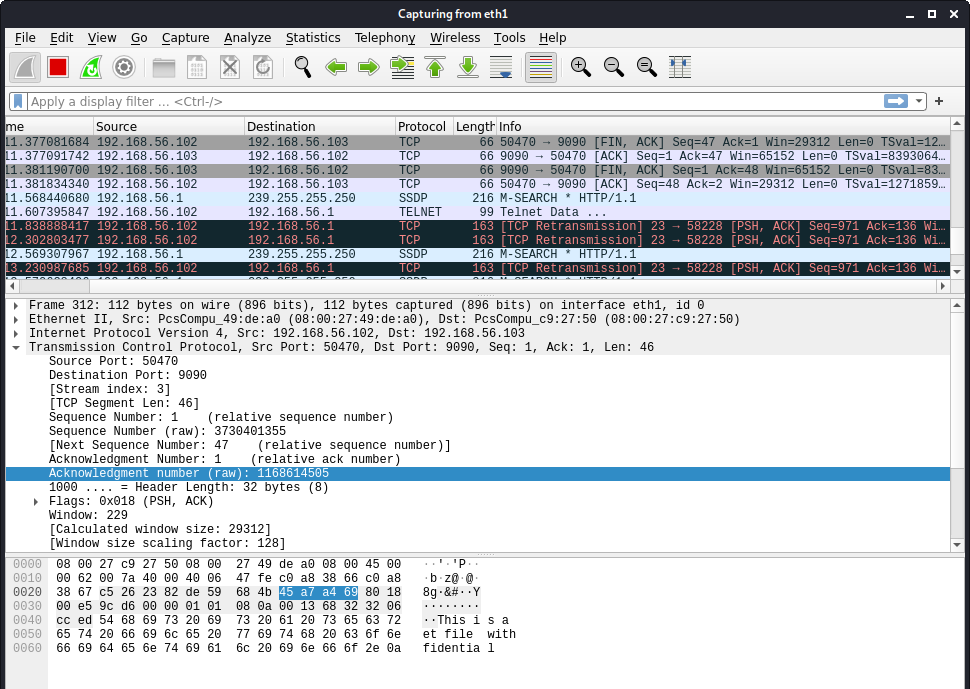 Capturing from eth1
File Edit View Go Capture Analyze Statistics Telephony Wireless Tools Help
Apply a display filter ... <Ctrl-/>
me Source Destination Protocol Length Info
11.377081684 192.168.56.102 192.168.56.103 TCP 66 50470 → 9090 [FIN, ACK] Seq=47 Ack=1 Win=29312 Len=0 TSval=12…
11.377091742 192.168.56.103 192.168.56.102 TCP 66 9090 → 50470 [ACK] Seq=1 Ack=47 Win=65152 Len=0 TSval=8393064…
11.381190700 192.168.56.103 192.168.56.102 TCP 66 9090 → 50470 [FIN, ACK] Seq=1 Ack=48 Win=65152 Len=0 TSval=83…
11.381834340 192.168.56.102 192.168.56.103 TCP 66 50470 → 9090 [ACK] Seq=48 Ack=2 Win=29312 Len=0 TSval=1271859…
11.568440680 192.168.56.1 239.255.255.250 SSDP 216 M-SEARCH * HTTP/1.1
11.607395847 192.168.56.102 192.168.56.1 TELNET 99 Telnet Data ...
11.838888417 192.168.56.102 192.168.56.1 TCP 163 [TCP Retransmission] 23 → 58228 [PSH, ACK] Seq=971 Ack=136 Wi…
12.302803477 192.168.56.102 192.168.56.1 TCP 163 [TCP Retransmission] 23 → 58228 [PSH, ACK] Seq=971 Ack=136 Wi…
12.569307967 192.168.56.1 239.255.255.250 SSDP 216 M-SEARCH * HTTP/1.1
13.230987685 192.168.56.102 192.168.56.1 TCP 163 [TCP Retransmission] 23 → 58228 [PSH, ACK] Seq=971 Ack=136 Wi…
Frame 312: 112 bytes on wire (896 bits), 112 bytes captured (896 bits) on interface eth1, id 0
Ethernet II, Src: PcsCompu_49:de:a0 (08:00:27:49:de:a0), Dst: PcsCompu_c9:27:50 (08:00:27:c9:27:50)
Internet Protocol Version 4, Src: 192.168.56.102, Dst: 192.168.56.103
Transmission Control Protocol, Src Port: 50470, Dst Port: 9090, Seq: 1, Ack: 1, Len: 46
Source Port: 50470
Destination Port: 9090
[Stream index: 3]
[TCP Segment Len: 46]
Sequence Number: 1 (relative sequence number)
Sequence Number (raw): 3730401355
[Next Sequence Number: 47 (relative sequence number)]
Acknowledgment Number: 1 (relative ack number)
Acknowledgment number (raw): 1168614505
1000 .... = Header Length: 32 bytes (8)
Flags: 0x018 (PSH, ACK)
Window: 229
[Calculated window size: 29312]
[Window size scaling factor: 128]
0000 08 00 27 c9 27 50 08 00 27 49 de a0 08 00 45 00 ··'·'P··
0010 00 62 00 7a 40 00 40 06 47 fe c0 a8 38 66 c0 a8 ·b·z@·@·
0020 38 67 c5 26 23 82 de 59 68 4b 45 a7 a4 69 80 18 8g·&#··Y
0030 00 e5 9c d6 00 00 01 01 08 0a 00 13 68 32 32 06 ········
0040 cc ed 54 68 69 73 20 69 73 20 61 20 73 65 63 72 ··This i s a
0050 65 74 20 66 69 6c 65 20 77 69 74 68 20 63 6f 6e et file with
0060 66 69 64 65 6e 74 69 61 6c 20 69 6e 66 6f 2e 0a fidentia l